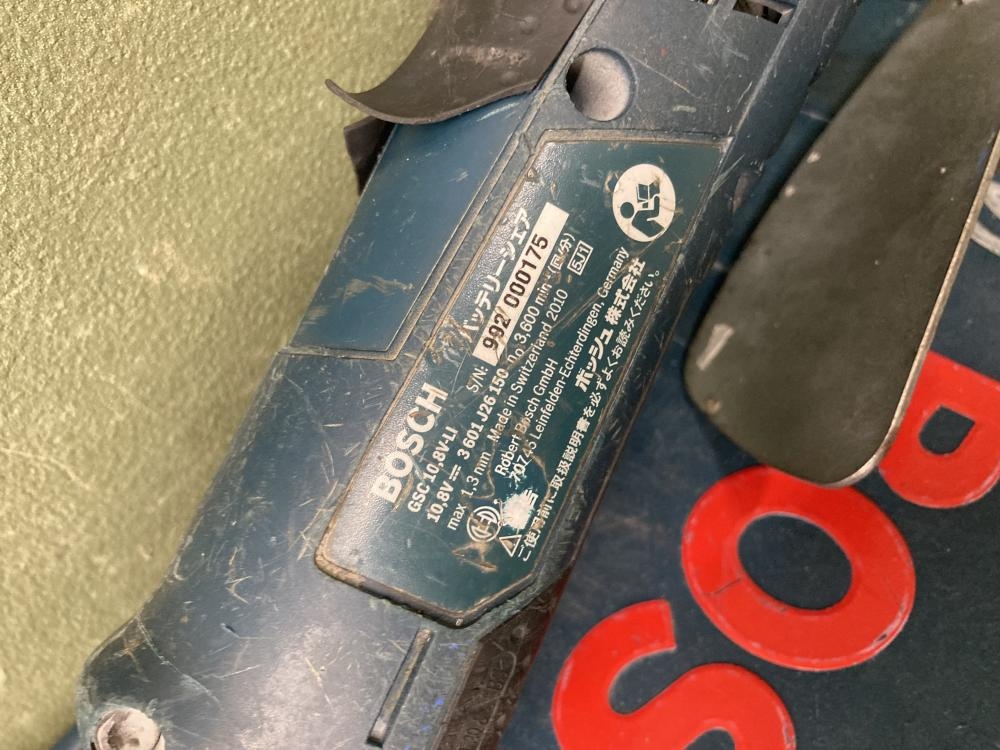 BOSCH
バッテリーシェア
GSC 10,8V-LI
S/N: 992 000175
10,8V 3 601 J26 150 no 3,600 min⁻¹(回/分)
max 1.3 mm Made in Switzerland 2010 5J1
Robert Bosch GmbH
70745 Leinfelden-Echterdingen, Germany
ボッシュ株式会社
ご使用前に取扱説明書を必ずよくお読みください。
BOS